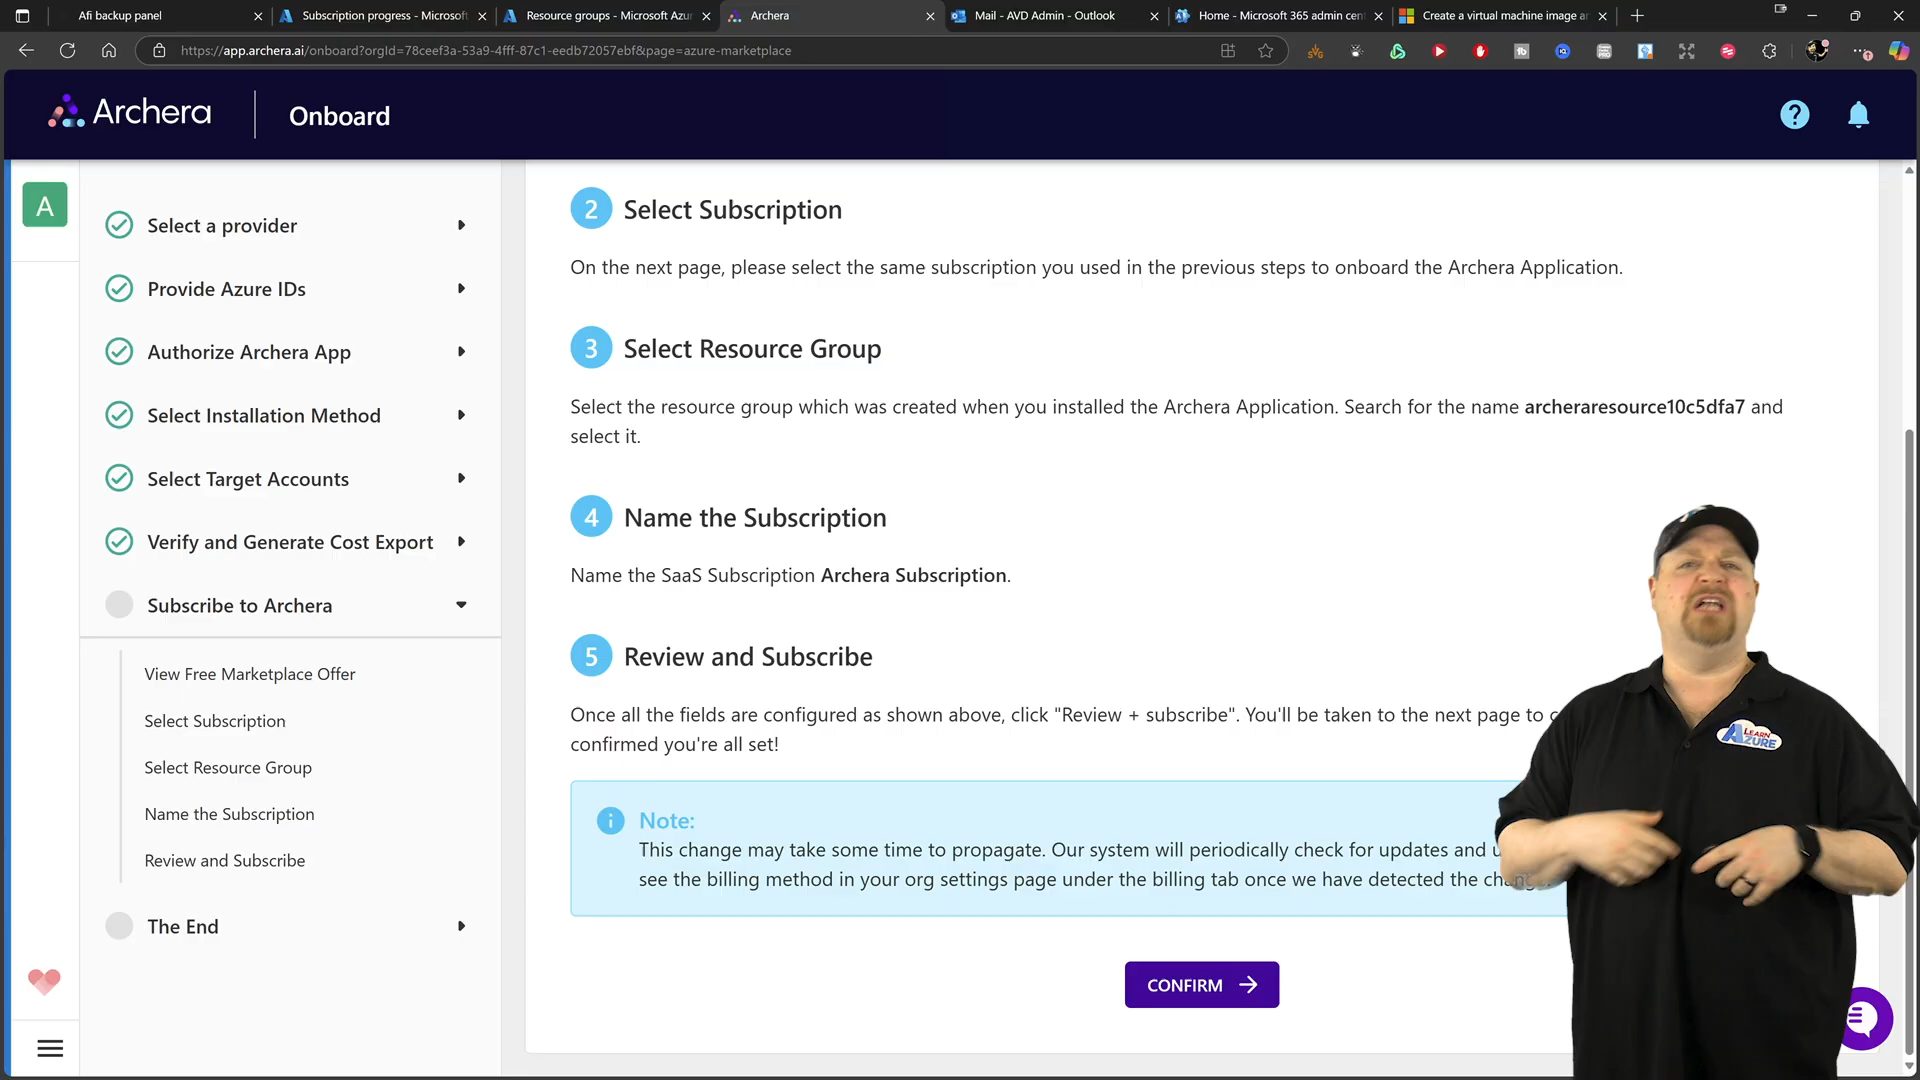 Afi backup panel
Subscription progress - Microsoft
Resource groups - Microsoft Azur
Archera
Mail - AVD Admin - Outlook
Home - Microsoft 365 admin cen
Create a virtual machine image ar
https://app.archera.ai/onboard?orgId=78ceef3a-53a9-4fff-87c1-eedb72057ebf&page=azure-marketplace
Archera
Onboard
A
Select a provider
Provide Azure IDs
Authorize Archera App
Select Installation Method
Select Target Accounts
Verify and Generate Cost Export
Subscribe to Archera
View Free Marketplace Offer
Select Subscription
Select Resource Group
Name the Subscription
Review and Subscribe
The End
2 Select Subscription
On the next page, please select the same subscription you used in the previous steps to onboard the Archera Application.
3 Select Resource Group
Select the resource group which was created when you installed the Archera Application. Search for the name archeraresource10c5dfa7 and
select it.
4 Name the Subscription
Name the SaaS Subscription Archera Subscription.
5 Review and Subscribe
Once all the fields are configured as shown above, click "Review + subscribe". You'll be taken to the next page to
confirmed you're all set!
Note:
This change may take some time to propagate. Our system will periodically check for updates and
see the billing method in your org settings page under the billing tab once we have detected the change.
CONFIRM
LEARN
AZURE